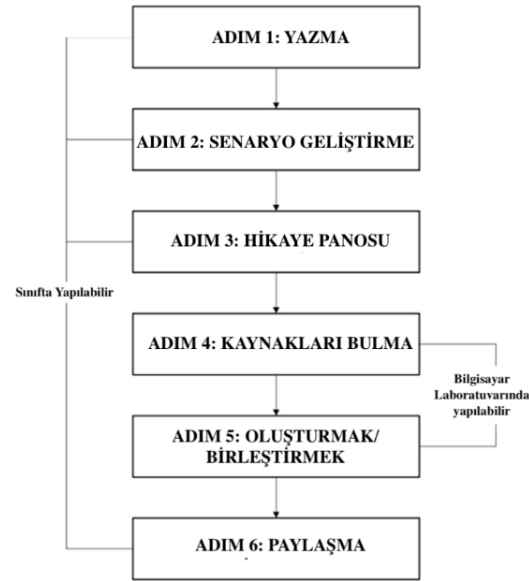 ADIM 1: YAZMA
ADIM 2: SENARYO GELİŞTİRME
ADIM 3: HİKAYE PANOSU
Sınıfta Yapılabilir
ADIM 4: KAYNAKLARI BULMA
Bilgisayar
Laboratuvarında
yapılabilir
ADIM 5: OLUŞTURMAK/
BİRLEŞTİRMEK
ADIM 6: PAYLAŞMA